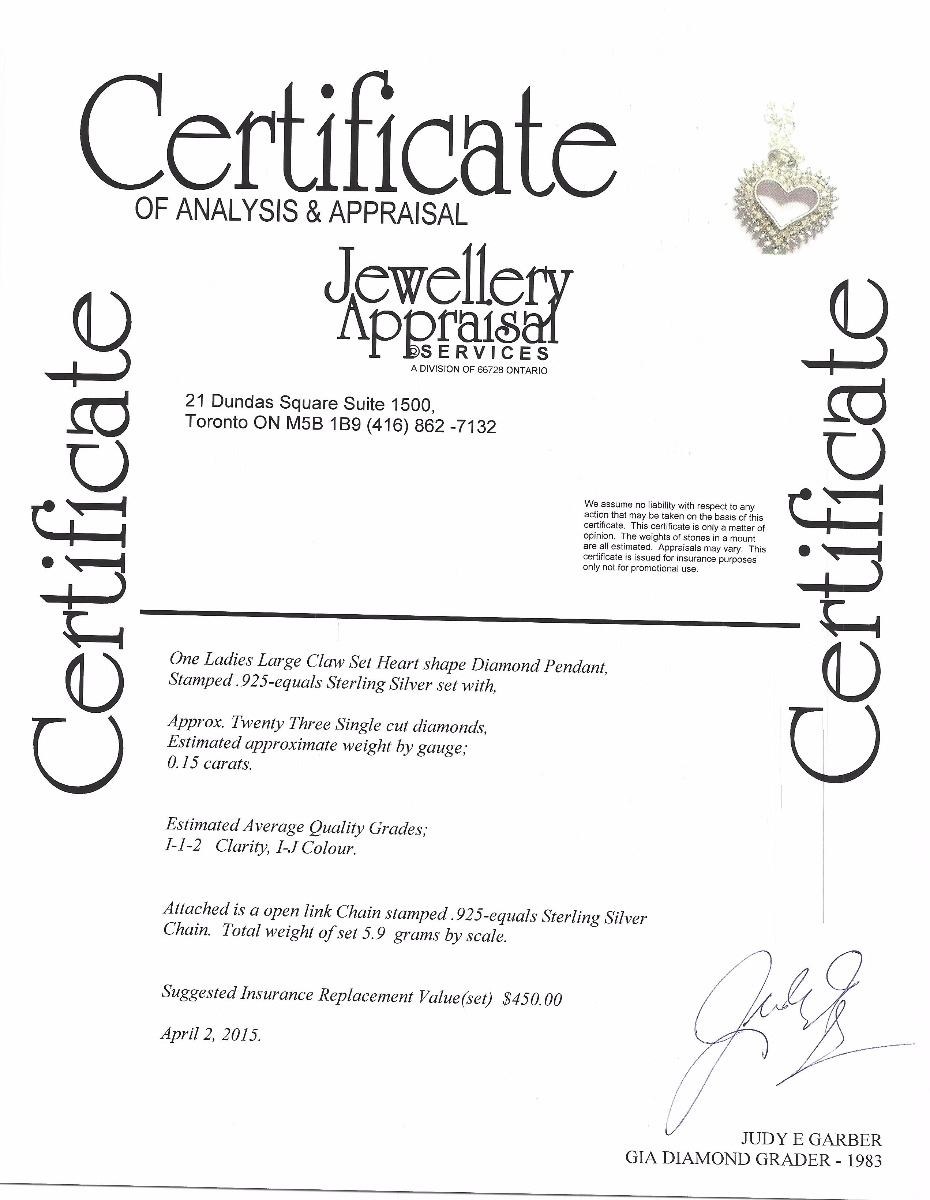 Certificate
OF ANALYSIS & APPRAISAL
Jewellery
Appraisal
SERVICES
A DIVISION OF 66728 ONTARIO
21 Dundas Square Suite 1500,
Toronto ON M5B 1B9 (416) 862 -7132
Certificate
Certificate
We assume no liability with respect to any
action that may be taken on the basis of this
certificate. This certificate is only a matter of
opinion. The weights of stones in a mount
are all estimated. Appraisals may vary. This
certificate is issued for insurance purposes
only not for promotional use.
One Ladies Large Claw Set Heart shape Diamond Pendant,
Stamped .925-equals Sterling Silver set with,
Approx. Twenty Three Single cut diamonds,
Estimated approximate weight by gauge;
0.15 carats.
Estimated Average Quality Grades;
I-1-2 Clarity, I-J Colour.
Attached is a open link Chain stamped .925-equals Sterling Silver
Chain. Total weight of set 5.9 grams by scale.
Suggested Insurance Replacement Value(set) $450.00
April 2, 2015.
JUDY E GARBER
GIA DIAMOND GRADER - 1983